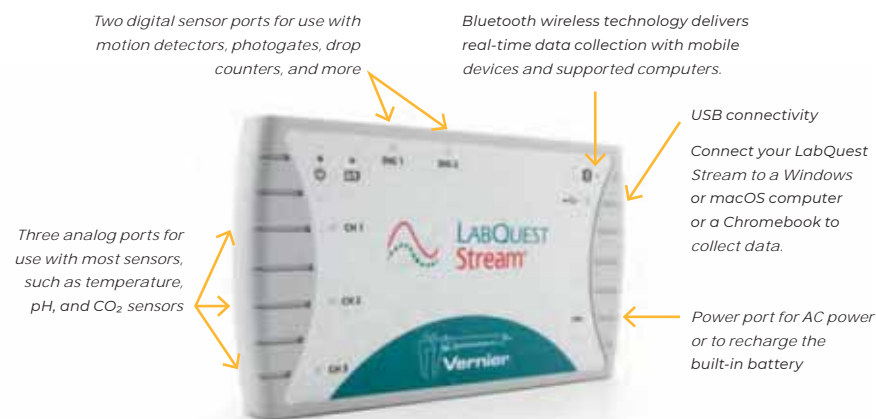 Two digital sensor ports for use with
motion detectors, photogates, drop
counters, and more
Bluetooth wireless technology delivers
real-time data collection with mobile
devices and supported computers.
USB connectivity
Connect your LabQuest
Stream to a Windows
or macOS computer
or a Chromebook to
collect data.
Three analog ports for
use with most sensors,
such as temperature,
pH, and CO₂ sensors
Power port for AC power
or to recharge the
built-in battery
DIG 1
DIG 2
CH 1
LABQUEST
Stream®
CH 2
CH 3
Vernier